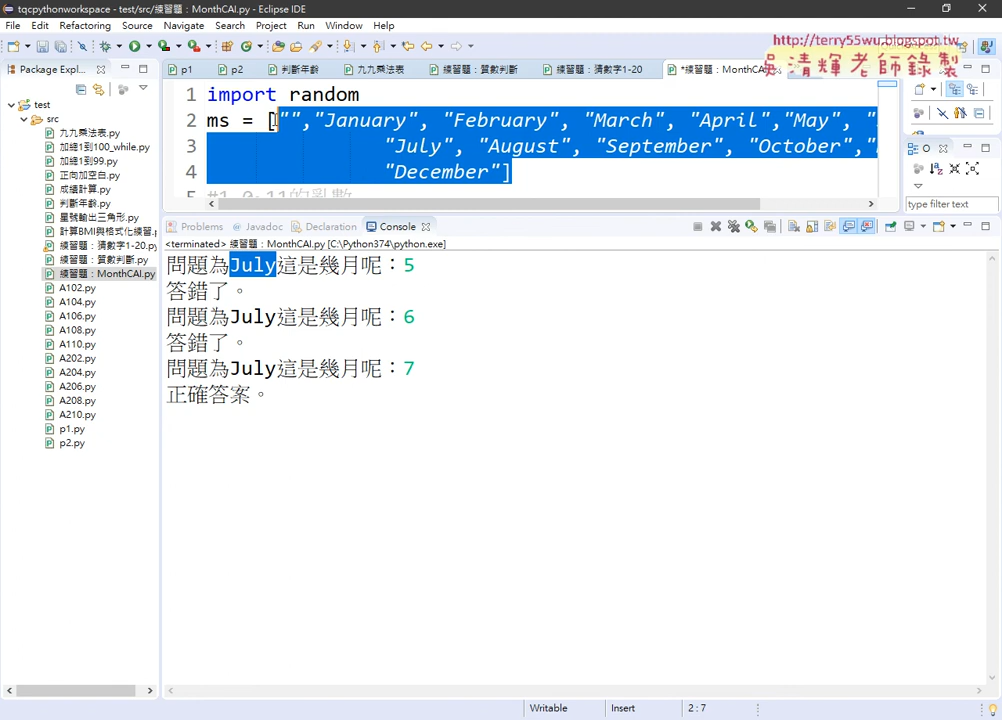 tqcpythonworkspace - test/src/練習題：MonthCAI.py - Eclipse IDE
File Edit Refactoring Source Navigate Search Project Run Window Help
http://terry55wu.blogspot.tw
吳清輝老師錄製
Package Expl...
p1 p2 判斷年齡 九九乘法表 練習題：質數判斷 練習題：猜數字1-20 *練習題：MonthCAI
test
src
九九乘法表.py
加總1到100_while.py
加總1到99.py
正向加空白.py
成績計算.py
判斷年齡.py
星號輸出三角形.py
計算BMI與格式化練習.
練習題：猜數字1-20.py
練習題：質數判斷.py
練習題：MonthCAI.py
A102.py
A104.py
A106.py
A108.py
A110.py
A202.py
A204.py
A206.py
A208.py
A210.py
p1.py
p2.py
1 import random
2 ms = ["","January", "February", "March", "April","May", "
3 "July", "August", "September", "October","
4 "December"]
5 #1.0~11的亂數
type filter text
Problems Javadoc Declaration Console
<terminated> 練習題：MonthCAI.py [C:\Python374\python.exe]
問題為July這是幾月呢：5
答錯了。
問題為July這是幾月呢：6
答錯了。
問題為July這是幾月呢：7
正確答案。
Writable Insert 2 : 7